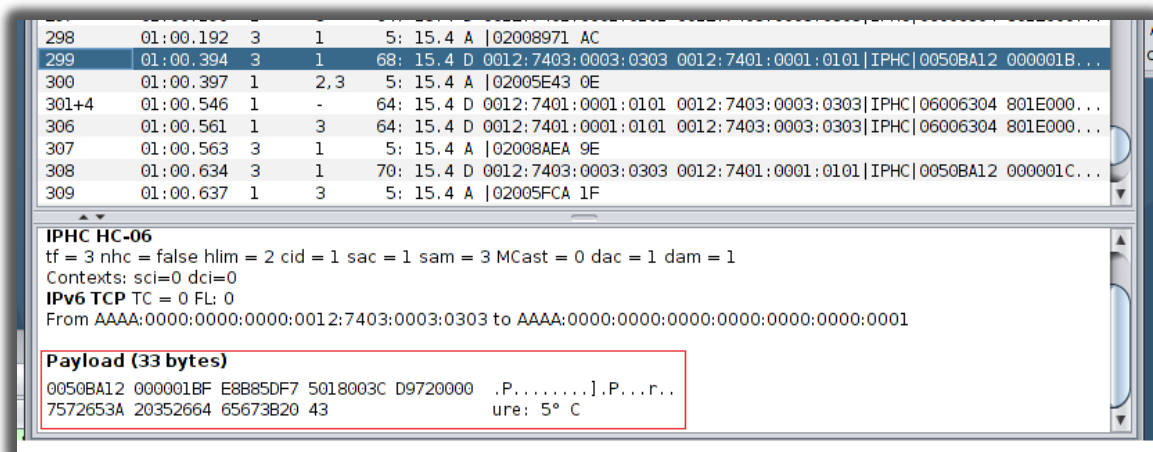 298 01:00.192 3 1 5: 15.4 A |02008971 AC
299 01:00.394 3 1 68: 15.4 D 0012:7403:0003:0303 0012:7401:0001:0101|IPHC|0050BA12 000001B...
300 01:00.397 1 2,3 5: 15.4 A |02005E43 0E
301+4 01:00.546 1 - 64: 15.4 D 0012:7401:0001:0101 0012:7403:0003:0303|IPHC|06006304 801E000...
306 01:00.561 1 3 64: 15.4 D 0012:7401:0001:0101 0012:7403:0003:0303|IPHC|06006304 801E000...
307 01:00.563 3 1 5: 15.4 A |02008AEA 9E
308 01:00.634 3 1 70: 15.4 D 0012:7403:0003:0303 0012:7401:0001:0101|IPHC|0050BA12 000001C...
309 01:00.637 1 3 5: 15.4 A |02005FCA 1F
IPHC HC-06
tf = 3 nhc = false hlim = 2 cid = 1 sac = 1 sam = 3 MCast = 0 dac = 1 dam = 1
Contexts: sci=0 dci=0
IPv6 TCP TC = 0 FL: 0
From AAAA:0000:0000:0000:0012:7403:0003:0303 to AAAA:0000:0000:0000:0000:0000:0000:0001
Payload (33 bytes)
0050BA12 000001BF E8B85DF7 5018003C D9720000 .P........].P...r..
7572653A 20352664 65673B20 43 ure: 5° C